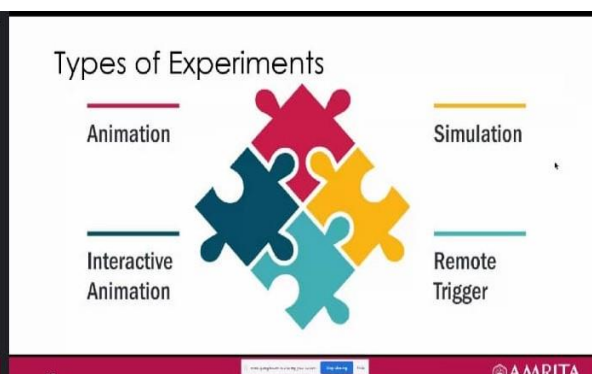 Types of Experiments
Animation
Simulation
Interactive
Animation
Remote
Trigger
AMRITA